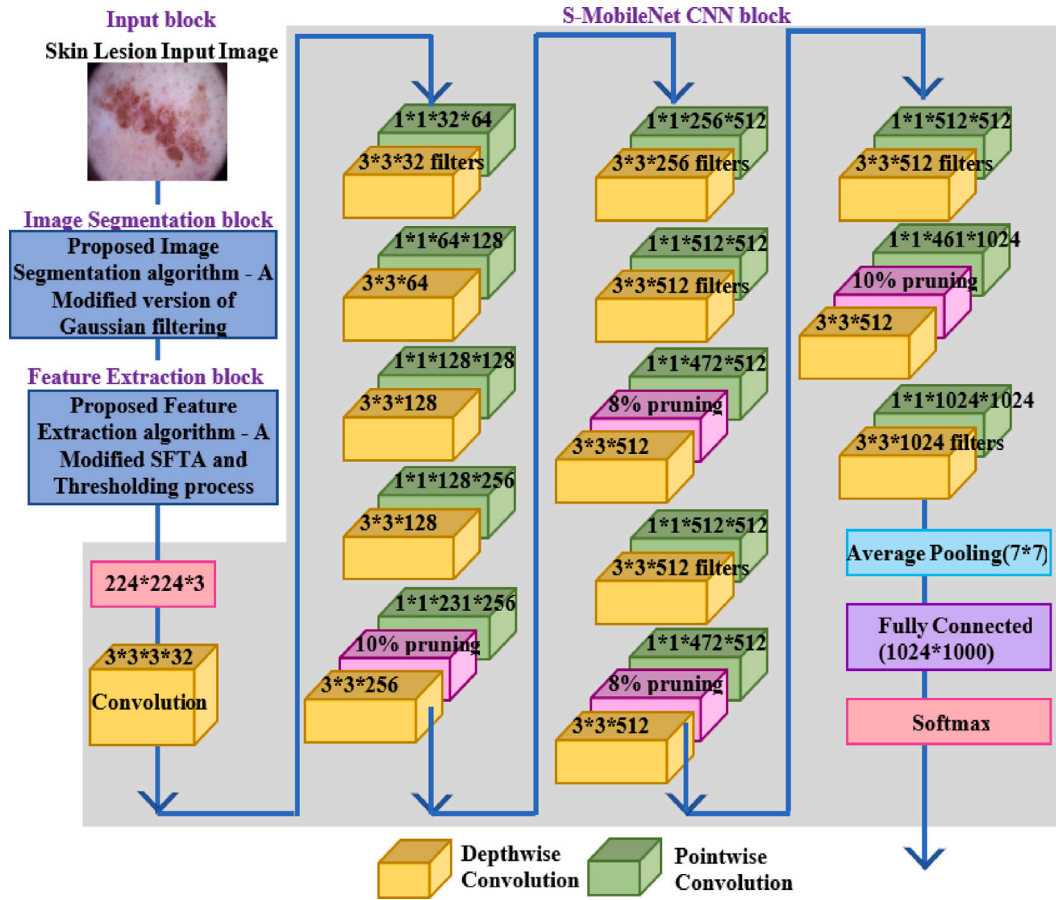 Input block
Skin Lesion Input Image
Image Segmentation block
Proposed Image
Segmentation algorithm - A
Modified version of
Gaussian filtering
Feature Extraction block
Proposed Feature
Extraction algorithm - A
Modified SFTA and
Thresholding process
224*224*3
3*3*3*32
Convolution
S-MobileNet CNN block
1*1*32*64
3*3*32 filters
1*1*64*128
3*3*64
1*1*128*128
3*3*128
1*1*128*256
3*3*128
1*1*231*256
10% pruning
3*3*256
1*1*256*512
3*3*256 filters
1*1*512*512
3*3*512 filters
1*1*472*512
8% pruning
3*3*512
1*1*512*512
3*3*512 filters
1*1*472*512
8% pruning
3*3*512
1*1*512*512
3*3*512 filters
1*1*461*1024
10% pruning
3*3*512
1*1*1024*1024
3*3*1024 filters
Average Pooling(7*7)
Fully Connected
(1024*1000)
Softmax
Depthwise
Convolution
Pointwise
Convolution